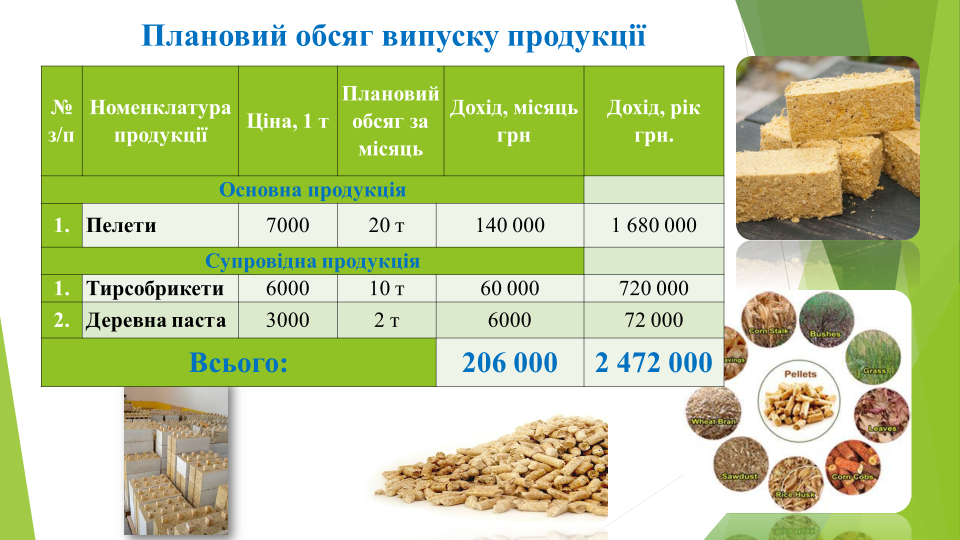 Плановий обсяг випуску продукції
№ з/п Номенклатура продукції Ціна, 1 т Плановий обсяг за місяць Дохід, місяць грн Дохід, рік грн.
Основна продукція
1. Пелети 7000 20 т 140 000 1 680 000
Супровідна продукція
1. Тирсобрикети 6000 10 т 60 000 720 000
2. Деревна паста 3000 2 т 6000 72 000
Всього: 206 000 2 472 000
Corn Stalk
Bushes
Grass
Pellets
Leaves
Wheat Bran
Corn Cobs
Sawdust
Rice Husk